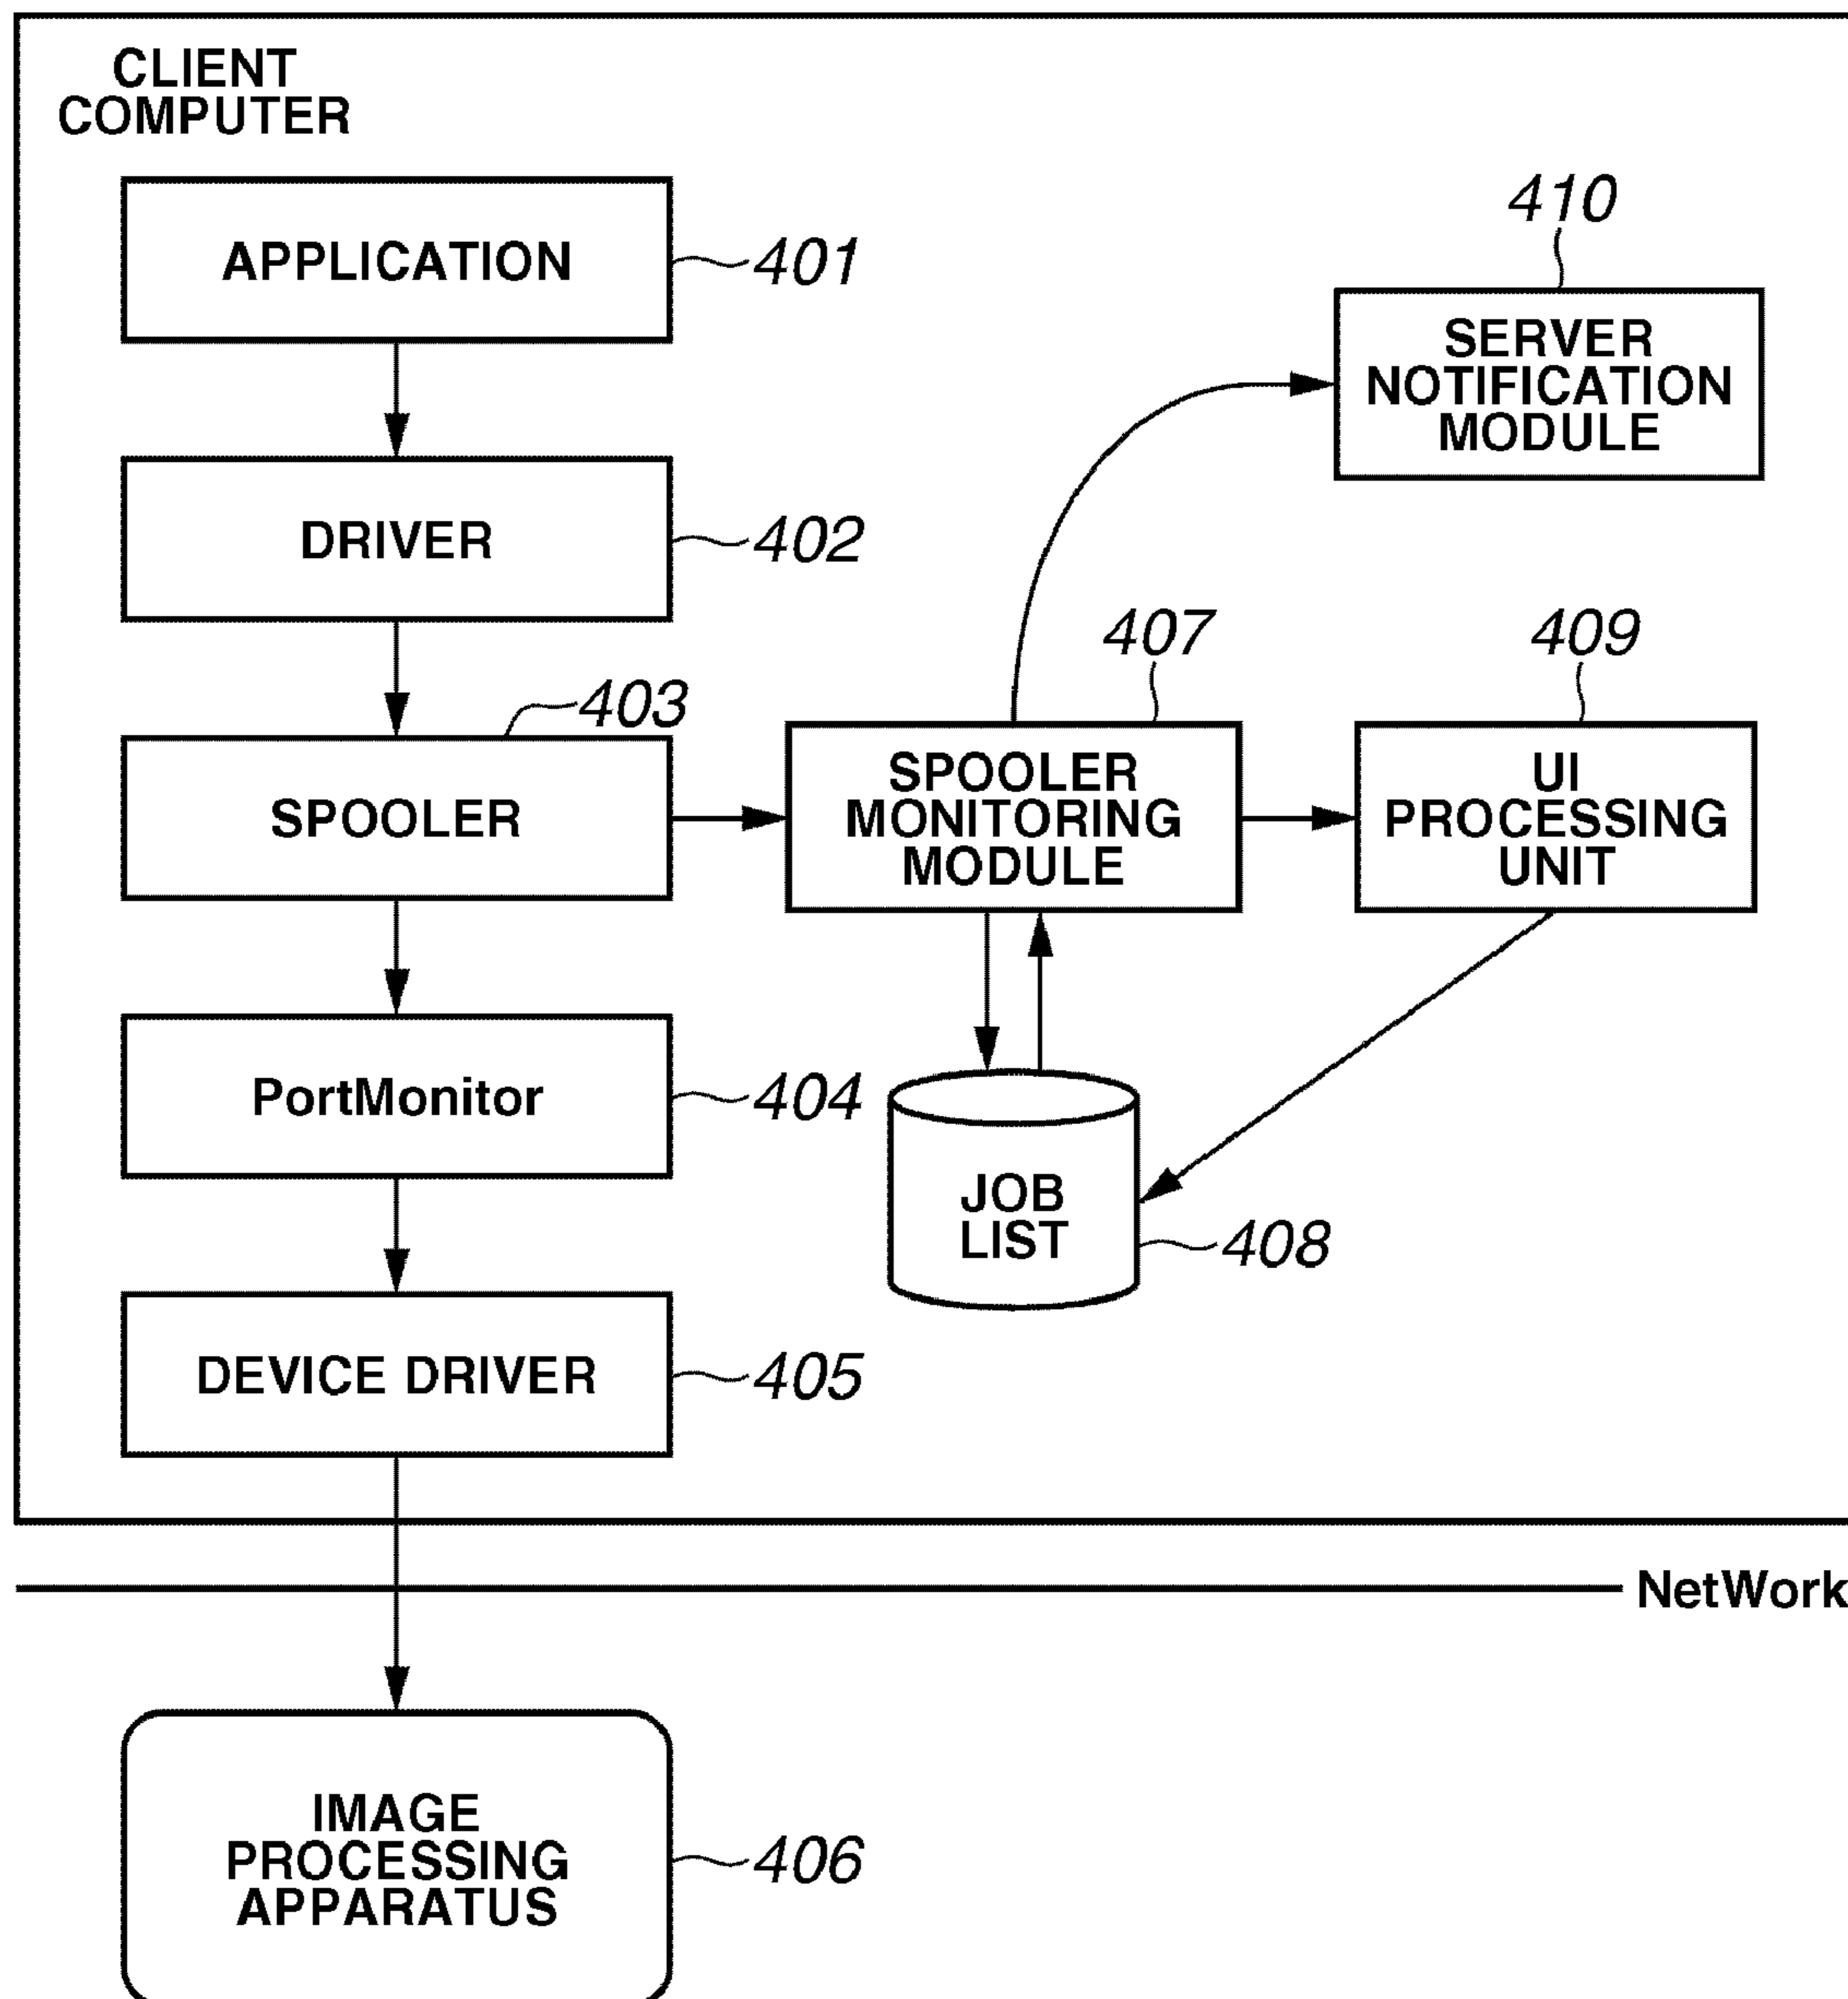 CLIENT
COMPUTER
APPLICATION
401
410
SERVER
NOTIFICATION
MODULE
DRIVER
402
403
407
409
SPOOLER
SPOOLER
MONITORING
MODULE
UI
PROCESSING
UNIT
PortMonitor
404
JOB
LIST
408
DEVICE DRIVER
405
NetWork
IMAGE
PROCESSING
APPARATUS
406